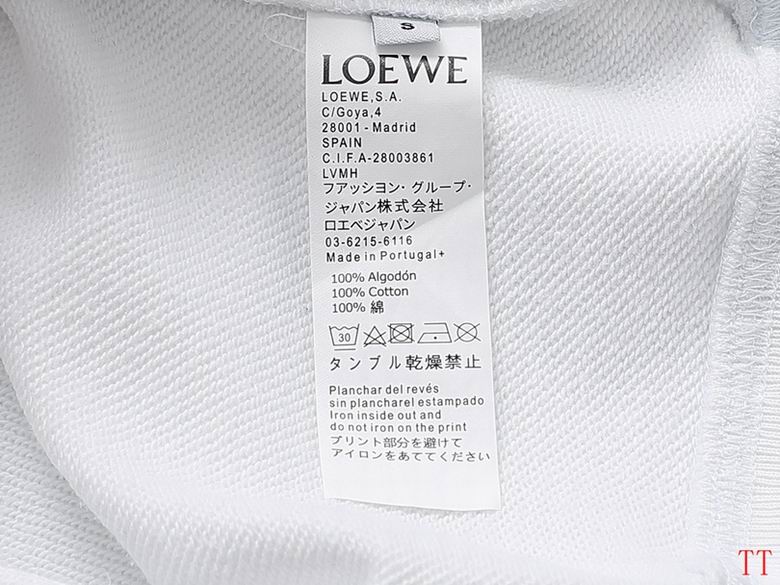 S
LOEWE
LOEWE,S.A.
C/Goya,4
28001 - Madrid
SPAIN
C.I.F.A-28003861
LVMH
フアッシヨン・グループ・
ジャパン株式会社
ロエベジャパン
03-6215-6116
Made in Portugal+
100% Algodón
100% Cotton
100% 綿
30
タンブル乾燥禁止
Planchar del revés
sin plancharel estampado
Iron inside out and
do not iron on the print
プリント部分を避けて
アイロンをあててください
TT